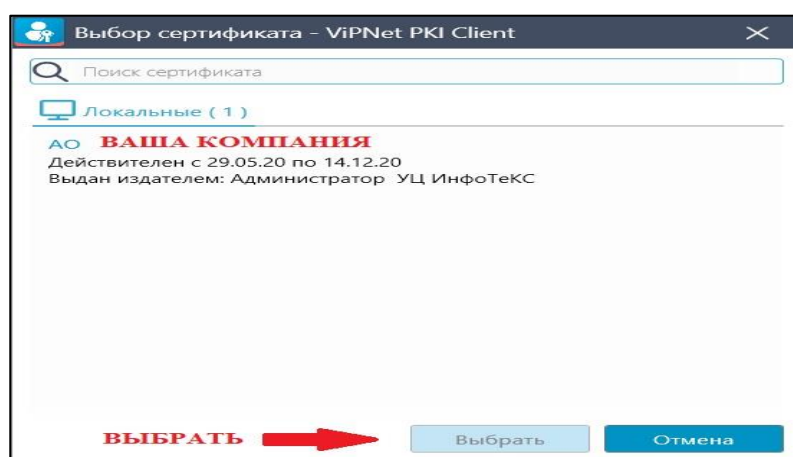 Выбор сертификата - ViPNet PKI Client
Поиск сертификата
Локальные ( 1 )
АО ВАША КОМПАНИЯ
Действителен с 29.05.20 по 14.12.20
Выдан издателем: Администратор УЦ ИнфоТеКС
ВЫБРАТЬ Выбрать Отмена